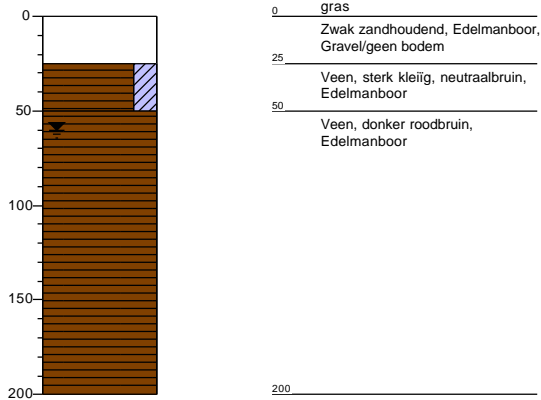 0
50
100
150
200
0
gras
Zwak zandhoudend, Edelmanboor,
Gravel/geen bodem
25
Veen, sterk kleiïg, neutraalbruin,
Edelmanboor
50
Veen, donker roodbruin,
Edelmanboor
200